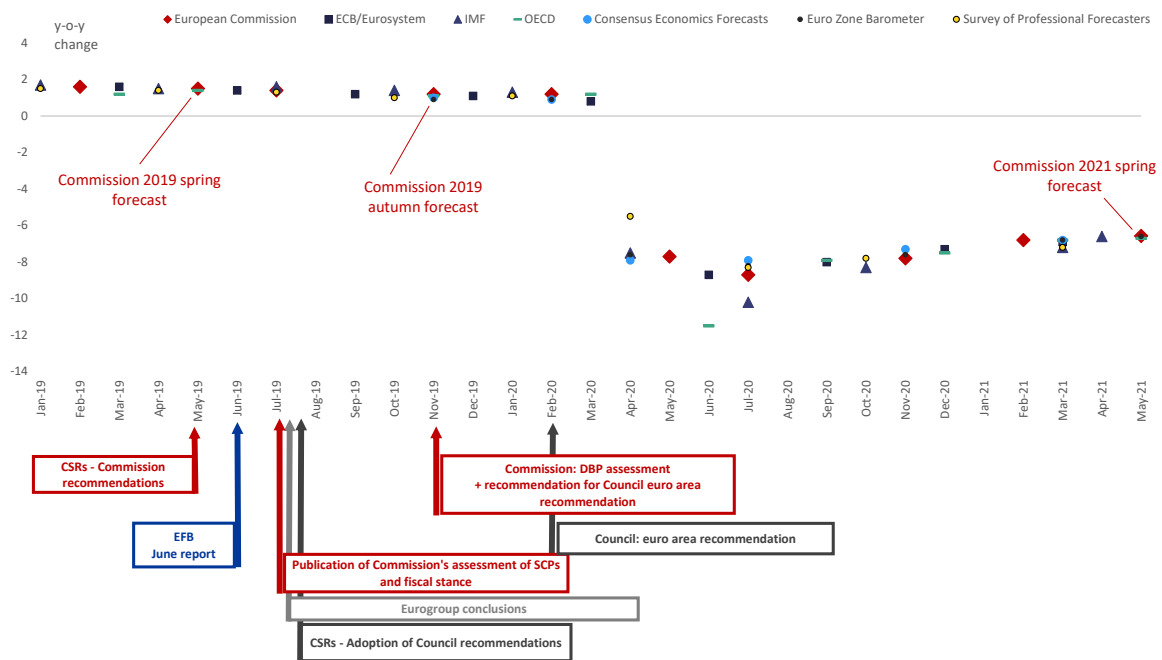 y-o-y
change
European Commission
ECB/Eurosystem
IMF
OECD
Consensus Economics Forecasts
Euro Zone Barometer
Survey of Professional Forecasters
4
2
0
-2
-4
-6
-8
-10
-12
-14
Commission 2019 spring
forecast
Commission 2019
autumn forecast
Commission 2021 spring
forecast
Jan-19
Feb-19
Mar-19
Apr-19
May-19
Jun-19
Jul-19
Aug-19
Sep-19
Oct-19
Nov-19
Dec-19
Jan-20
Feb-20
Mar-20
Apr-20
May-20
Jun-20
Jul-20
Aug-20
Sep-20
Oct-20
Nov-20
Dec-20
Jan-21
Feb-21
Mar-21
Apr-21
May-21
CSRs - Commission
recommendations
Commission: DBP assessment
+ recommendation for Council euro area
recommendation
EFB
June report
Council: euro area recommendation
Publication of Commission's assessment of SCPs
and fiscal stance
Eurogroup conclusions
CSRs - Adoption of Council recommendations